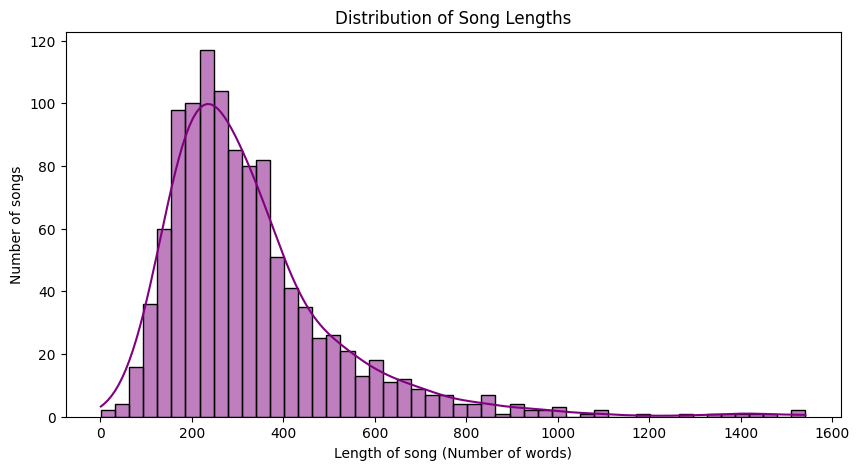 Distribution of Song Lengths
120
100
80
60
40
20
0
Number of songs
0 200 400 600 800 1000 1200 1400 1600
Length of song (Number of words)